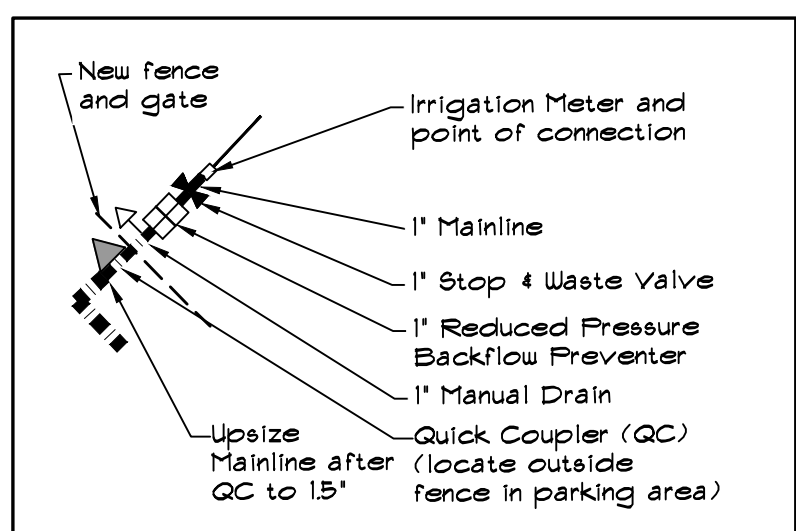 New fence
and gate
Irrigation Meter and
point of connection
1" Mainline
1" Stop & Waste Valve
1" Reduced Pressure
Backflow Preventer
1" Manual Drain
Upsize
Mainline after
QC to 1.5"
Quick Coupler (QC)
(locate outside
fence in parking area)